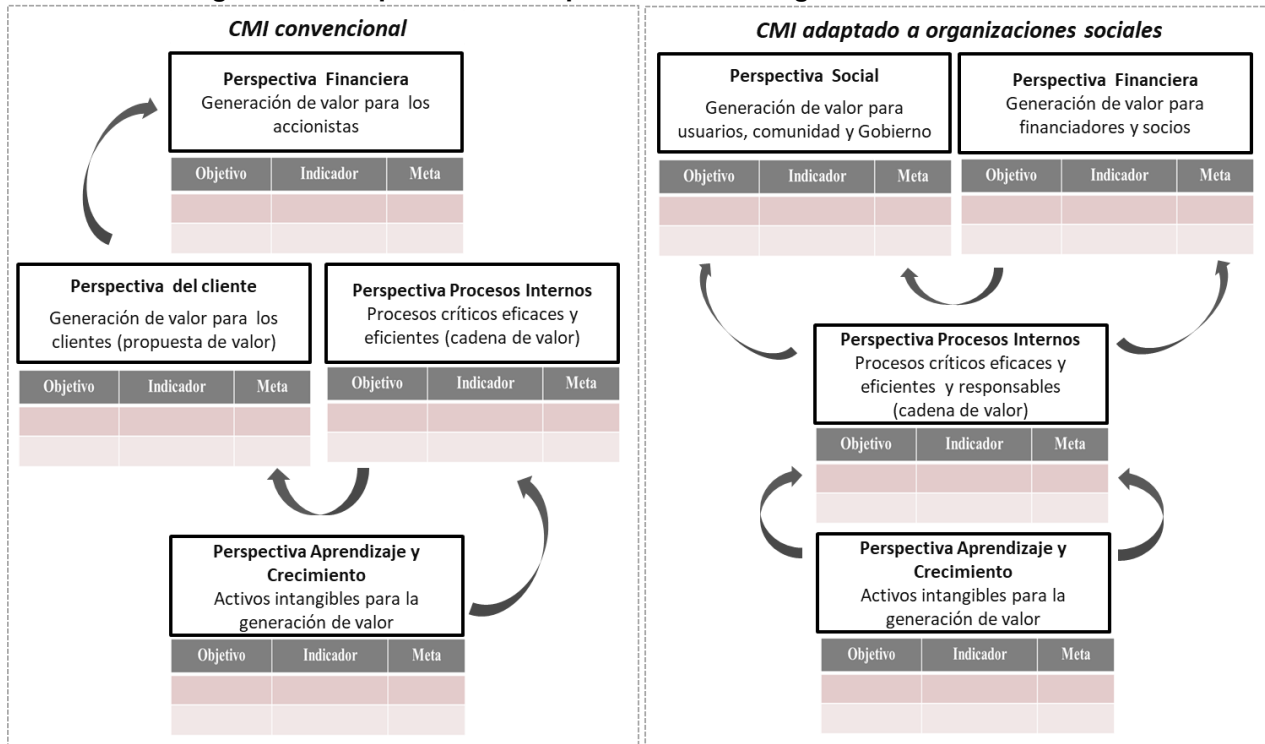 CMI convencional
Perspectiva Financiera
Generación de valor para los
accionistas
Objetivo Indicador Meta
Perspectiva del cliente
Generación de valor para los
clientes (propuesta de valor)
Objetivo Indicador Meta
Perspectiva Procesos Internos
Procesos críticos eficaces y
eficientes (cadena de valor)
Objetivo Indicador Meta
Perspectiva Aprendizaje y
Crecimiento
Activos intangibles para la
generación de valor
Objetivo Indicador Meta
CMI adaptado a organizaciones sociales
Perspectiva Social
Generación de valor para
usuarios, comunidad y Gobierno
Objetivo Indicador Meta
Perspectiva Financiera
Generación de valor para
financiadores y socios
Objetivo Indicador Meta
Perspectiva Procesos Internos
Procesos críticos eficaces y
eficientes y responsables
(cadena de valor)
Objetivo Indicador Meta
Perspectiva Aprendizaje y
Crecimiento
Activos intangibles para la
generación de valor
Objetivo Indicador Meta